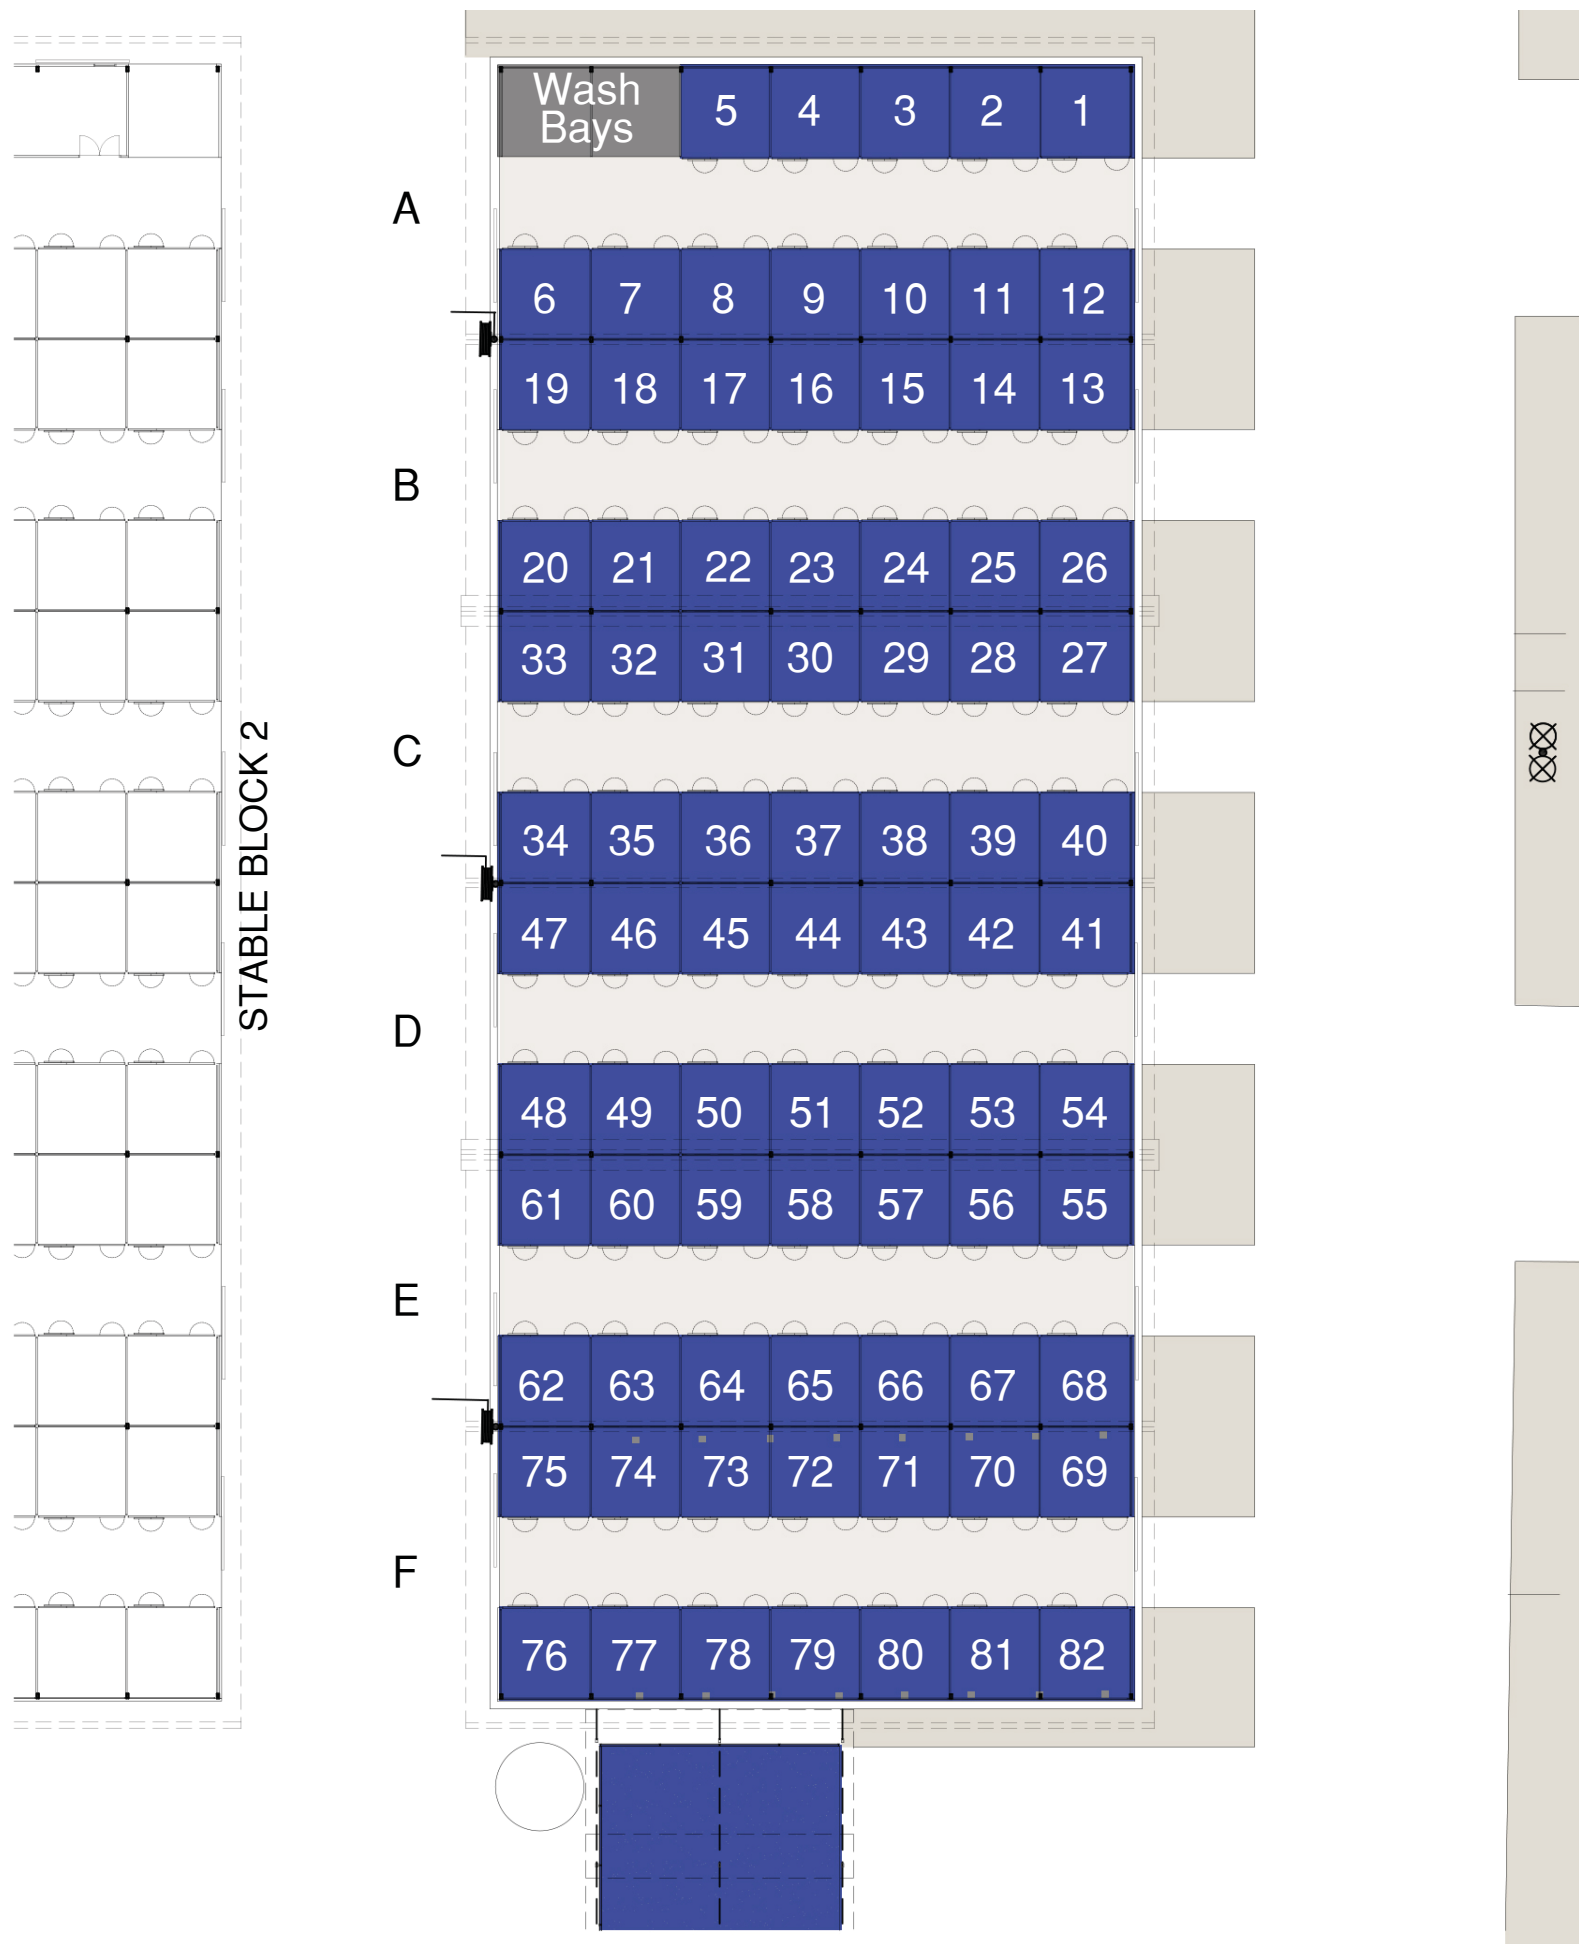 Wash
Bays
5 4 3 2 1
A
6 7 8 9 10 11 12
19 18 17 16 15 14 13
B
20 21 22 23 24 25 26
33 32 31 30 29 28 27
STABLE BLOCK 2
C
34 35 36 37 38 39 40
47 46 45 44 43 42 41
D
48 49 50 51 52 53 54
61 60 59 58 57 56 55
E
62 63 64 65 66 67 68
75 74 73 72 71 70 69
F
76 77 78 79 80 81 82